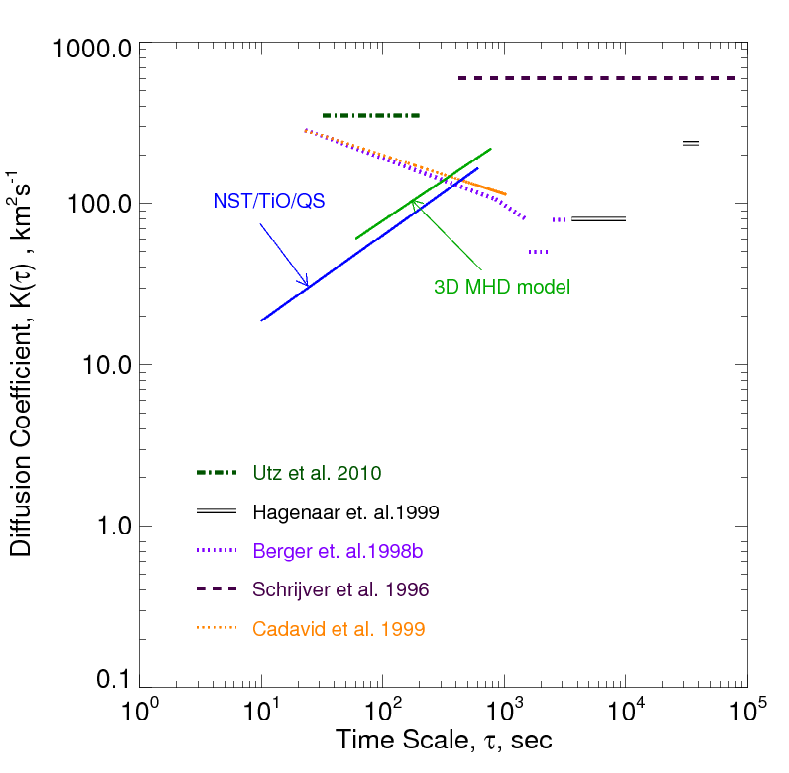 1000.0
100.0
10.0
1.0
0.1
Diffusion Coefficient, K(τ) , km²s⁻¹
NST/TiO/QS
3D MHD model
Utz et al. 2010
Hagenaar et. al.1999
Berger et. al.1998b
Schrijver et al. 1996
Cadavid et al. 1999
10⁰ 10¹ 10² 10³ 10⁴ 10⁵
Time Scale, τ, sec